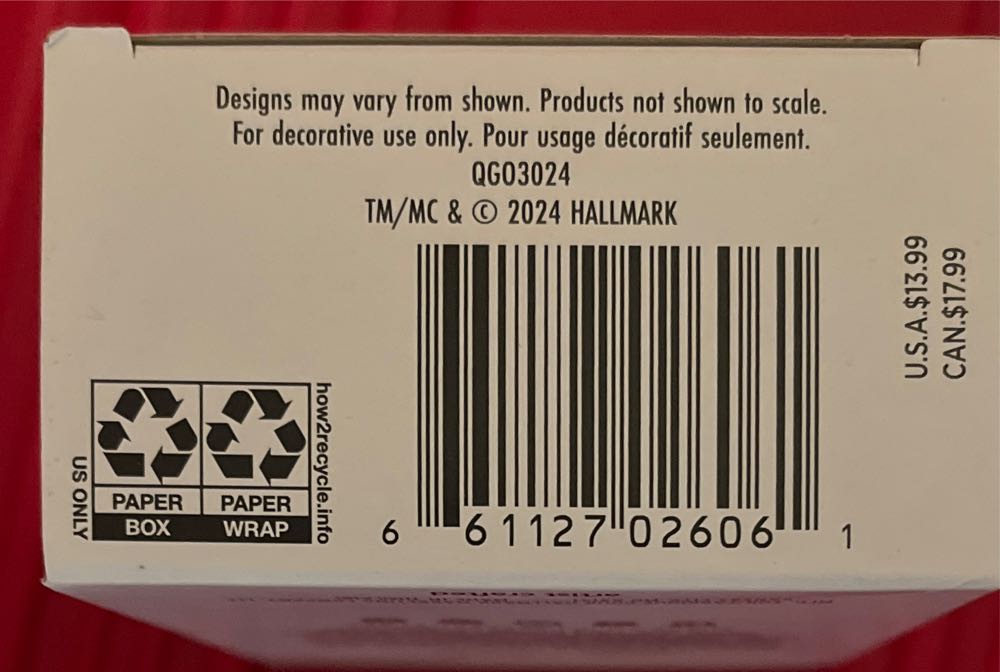 Designs may vary from shown. Products not shown to scale.
For decorative use only. Pour usage décoratif seulement.
QGO3024
TM/MC & © 2024 HALLMARK
U.S.A.$13.99
CAN.$17.99
how2recycle.info
US ONLY
PAPER PAPER
BOX WRAP
6 61127 02606 1
artist crafted